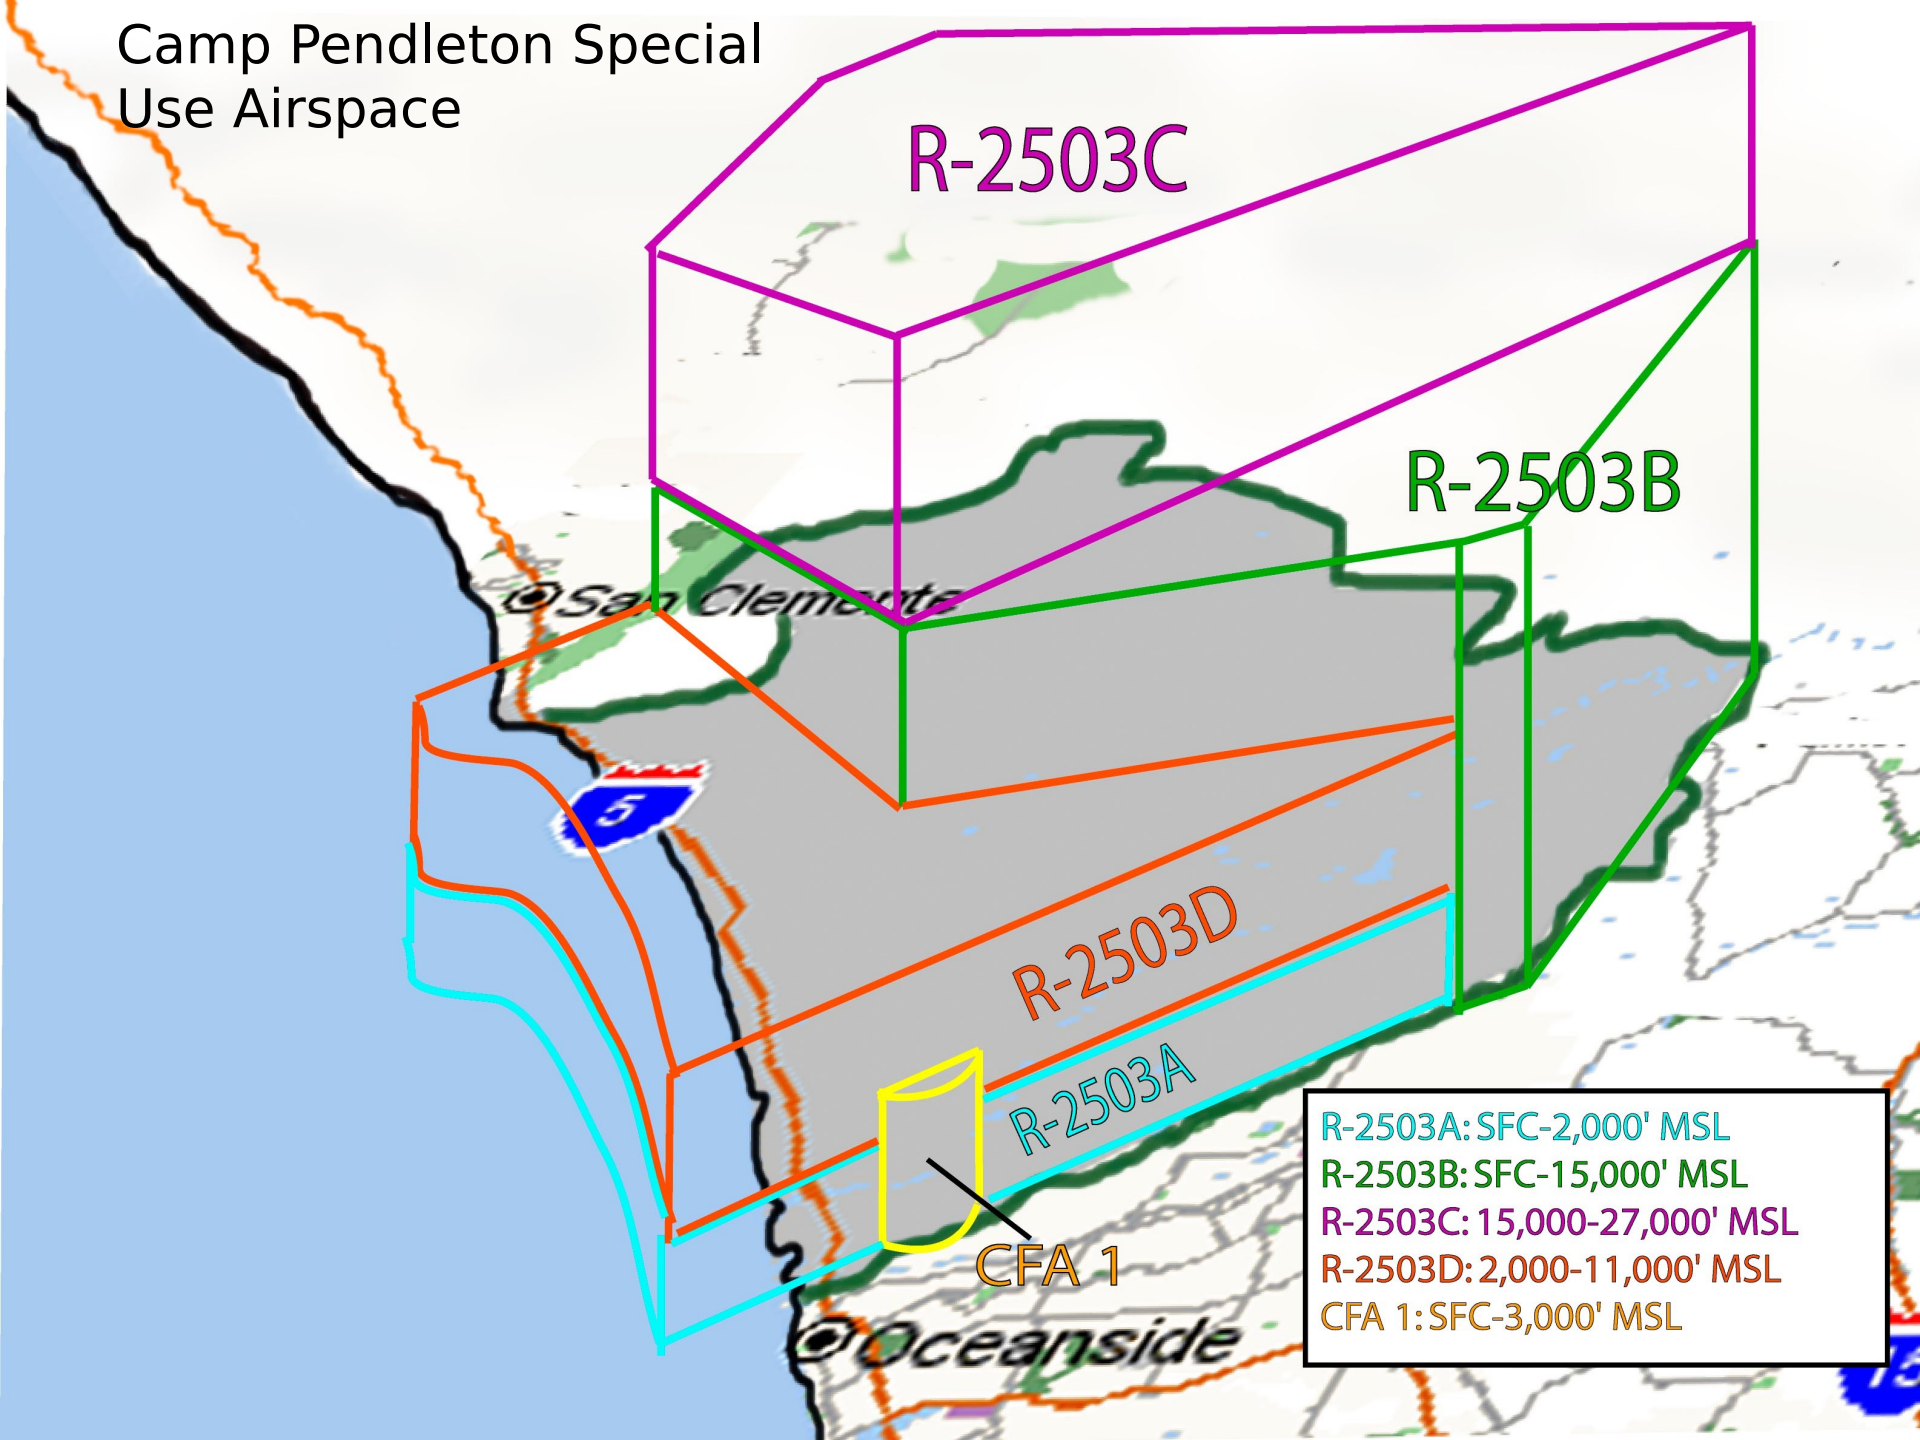 Camp Pendleton Special
Use Airspace
R-2503C
R-2503B
San Clemente
5
R-2503D
R-2503A
CFA 1
Oceanside
R-2503A: SFC-2,000' MSL
R-2503B: SFC-15,000' MSL
R-2503C: 15,000-27,000' MSL
R-2503D: 2,000-11,000' MSL
CFA 1: SFC-3,000' MSL
15